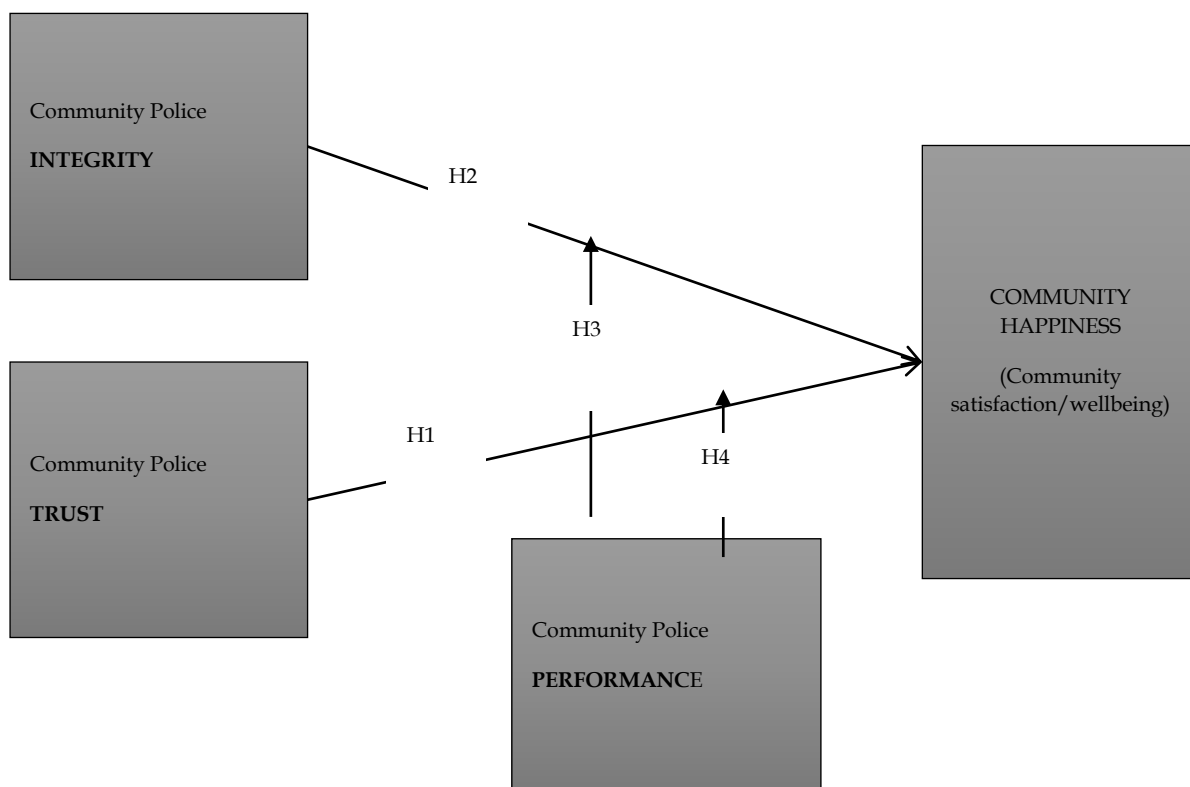 Community Police
INTEGRITY
H2
COMMUNITY
HAPPINESS
(Community
satisfaction/wellbeing)
H3
H1
H4
Community Police
TRUST
Community Police
PERFORMANCE